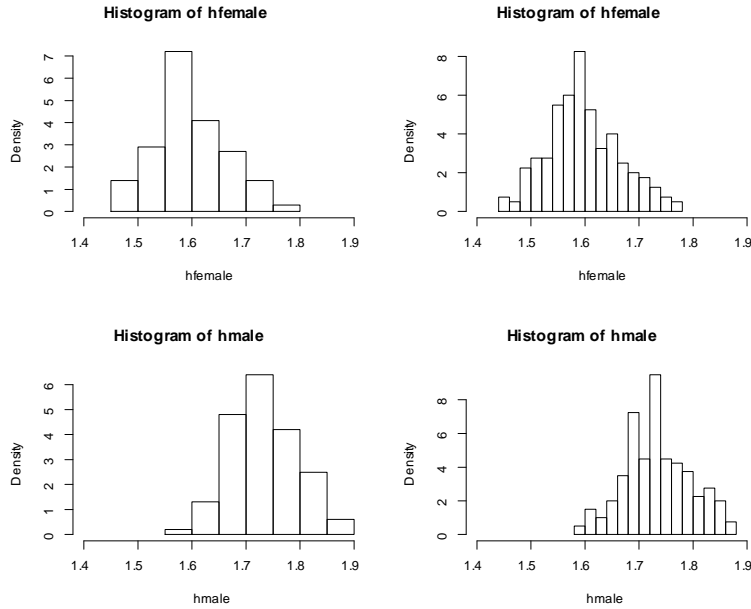 Histogram of hfemale
Density
0 1 2 3 4 5 6 7
1.4 1.5 1.6 1.7 1.8 1.9
hfemale
Histogram of hfemale
Density
0 2 4 6 8
1.4 1.5 1.6 1.7 1.8 1.9
hfemale
Histogram of hmale
Density
0 1 2 3 4 5 6
1.4 1.5 1.6 1.7 1.8 1.9
hmale
Histogram of hmale
Density
0 2 4 6 8
1.4 1.5 1.6 1.7 1.8 1.9
hmale